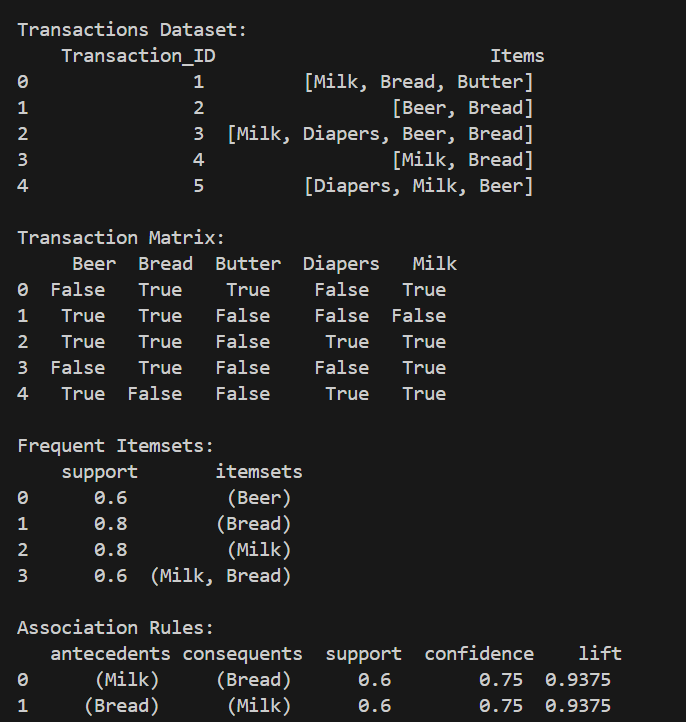 Transactions Dataset:
Transaction_ID Items
0 1 [Milk, Bread, Butter]
1 2 [Beer, Bread]
2 3 [Milk, Diapers, Beer, Bread]
3 4 [Milk, Bread]
4 5 [Diapers, Milk, Beer]
Transaction Matrix:
Beer Bread Butter Diapers Milk
0 False True True False True
1 True True False False False
2 True True False True True
3 False True False False True
4 True False False True True
Frequent Itemsets:
support itemsets
0 0.6 (Beer)
1 0.8 (Bread)
2 0.8 (Milk)
3 0.6 (Milk, Bread)
Association Rules:
antecedents consequents support confidence lift
0 (Milk) (Bread) 0.6 0.75 0.9375
1 (Bread) (Milk) 0.6 0.75 0.9375